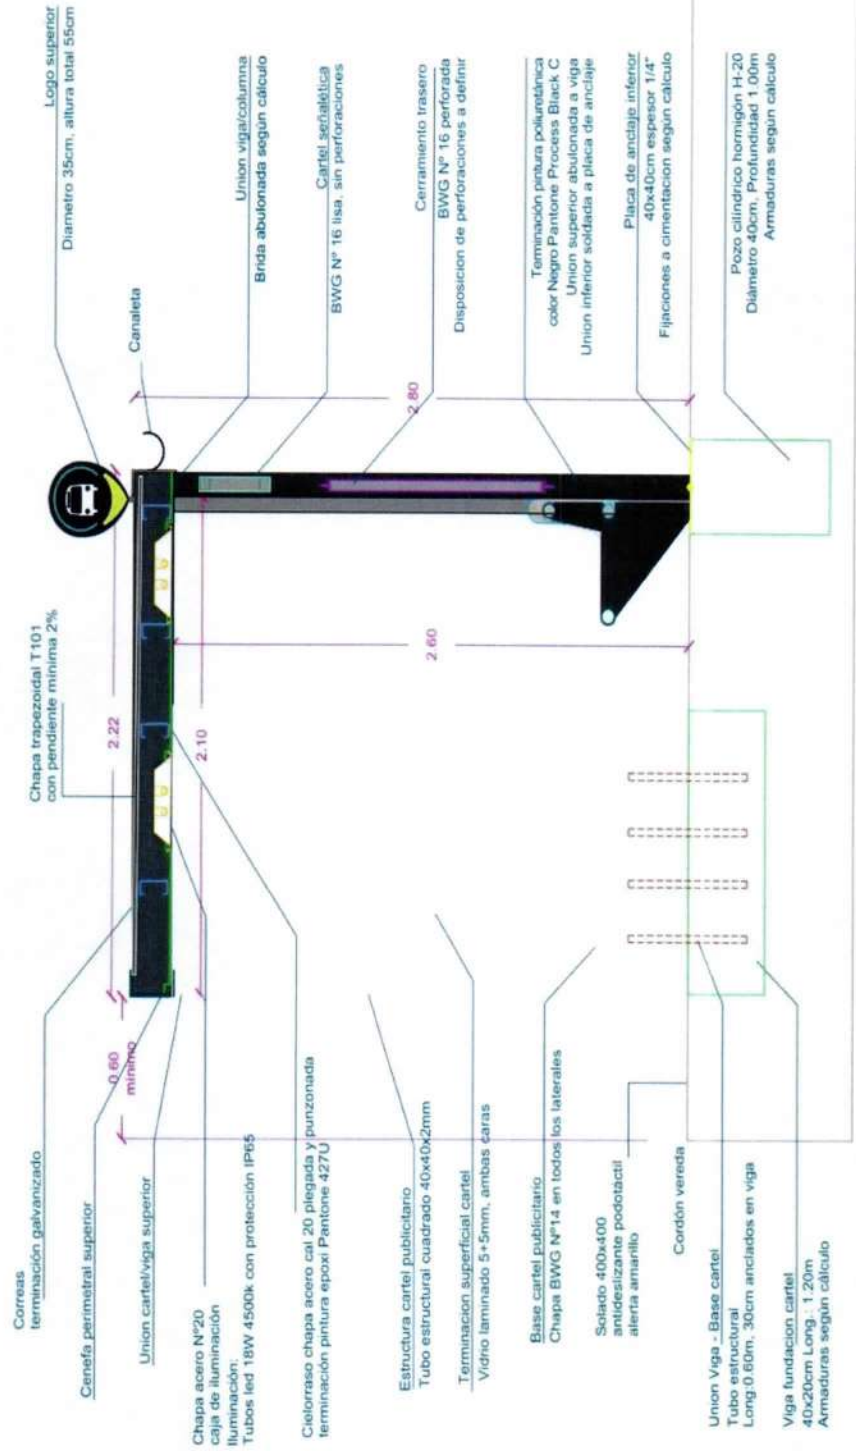 Logo superior
Diametro 35cm, altura total 55cm
Canaleta
Union viga/columna
Brida abulonada según cálculo
Cartel señalética
BWG Nº 16 lisa, sin perforaciones
Cerramiento trasero
BWG Nº 16 perforada
Disposicion de perforaciones a definir
Terminación pintura poliuretánica
color Negro Pantone Process Black C
Union superior abulonada a viga
Union inferior soldada a placa de anclaje
Placa de anclaje inferior
40x40cm espesor 1/4"
Fijaciones a cimentacion según cálculo
Pozo cilíndrico hormigón H-20
Diámetro 40cm, Profundidad 1.00m
Armaduras según cálculo
Chapa trapezoidal T101
con pendiente mínima 2%
2.22
2.10
2.80
2.60
0.60
mínimo
Correas
terminación galvanizado
Cenefa perimetral superior
Union cartel/viga superior
Chapa acero Nº20
caja de iluminación
Iluminación:
Tubos led 18W 4500k con protección IP65
Cielorraso chapa acero cal 20 plegada y punzonada
terminación pintura epoxi Pantone 427U
Estructura cartel publicitario
Tubo estructural cuadrado 40x40x2mm
Terminacion superficial cartel
Vidrio laminado 5+5mm, ambas caras
Base cartel publicitario
Chapa BWG Nº14 en todos los laterales
Solado 400x400
antideslizante podotáctil
alerta amarillo
Cordón vereda
Union Viga - Base cartel
Tubo estructural
Long:0.60m, 30cm anclados en viga
Viga fundacion cartel
40x20cm Long.: 1.20m
Armaduras según cálculo